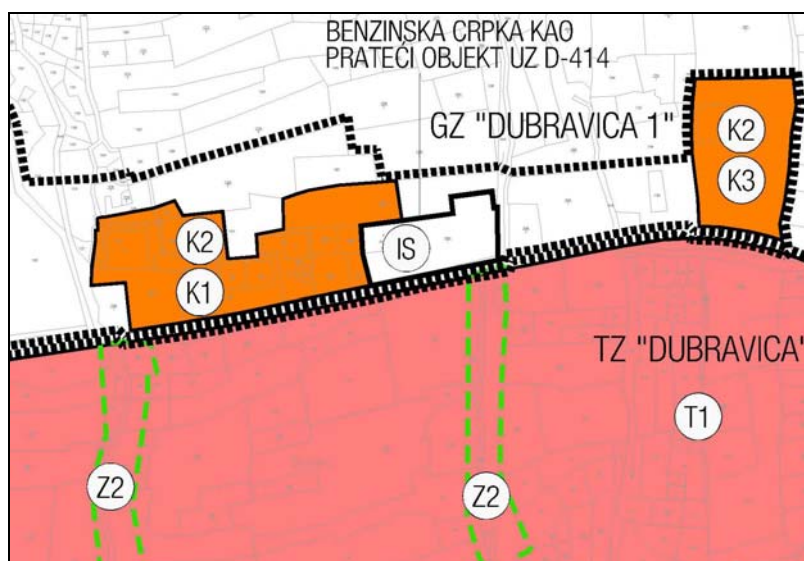 BENZINSKA CRPKA KAO
PRATEĆI OBJEKT UZ D-414
GZ "DUBRAVICA 1"
K2
K3
K2
IS
K1
TZ "DUBRAVICA"
T1
Z2
Z2